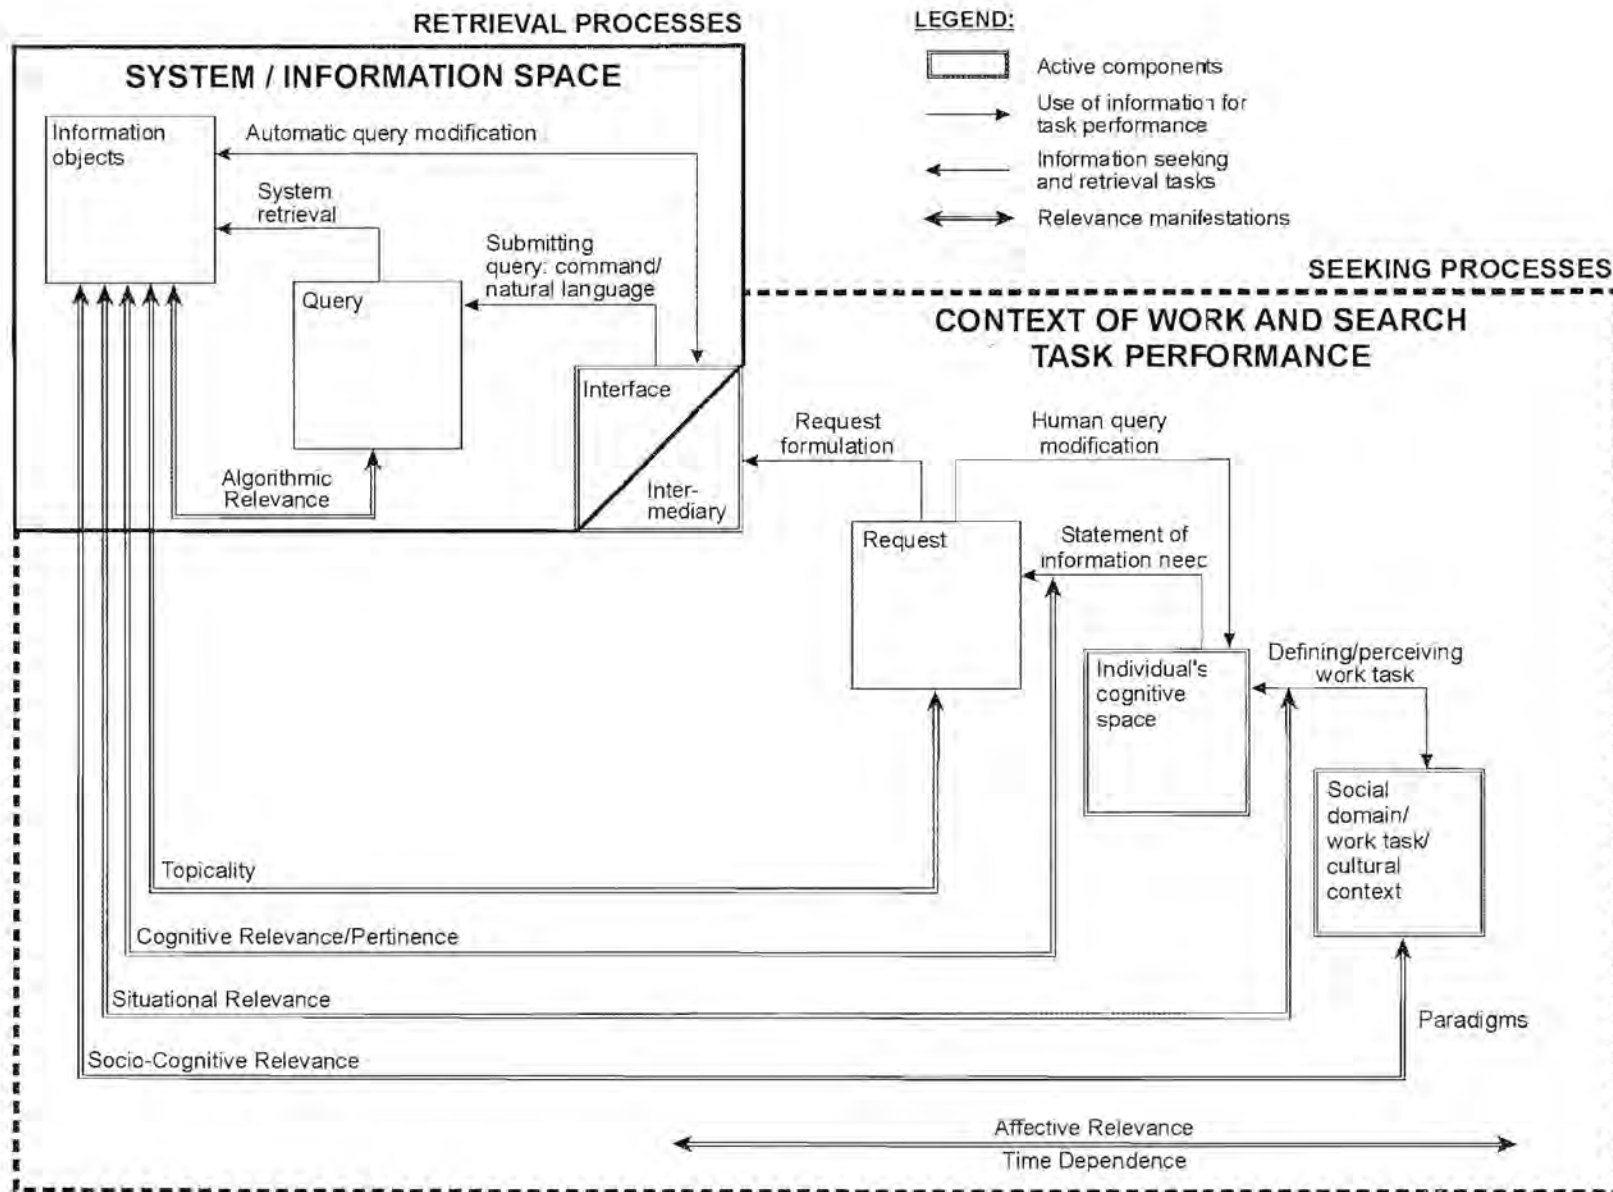 RETRIEVAL PROCESSES
LEGEND:
SYSTEM / INFORMATION SPACE
Active components
Use of information for
task performance
Information seeking
and retrieval tasks
Relevance manifestations
Information
objects
Automatic query modification
System
retrieval
Submitting
query: command/
natural language
Query
Interface
Inter-
mediary
Algorithmic
Relevance
SEEKING PROCESSES
CONTEXT OF WORK AND SEARCH
TASK PERFORMANCE
Request
formulation
Human query
modification
Request
Statement of
information need
Individual's
cognitive
space
Defining/perceiving
work task
Social
domain/
work task/
cultural
context
Topicality
Cognitive Relevance/Pertinence
Situational Relevance
Paradigms
Socio-Cognitive Relevance
Affective Relevance
Time Dependence